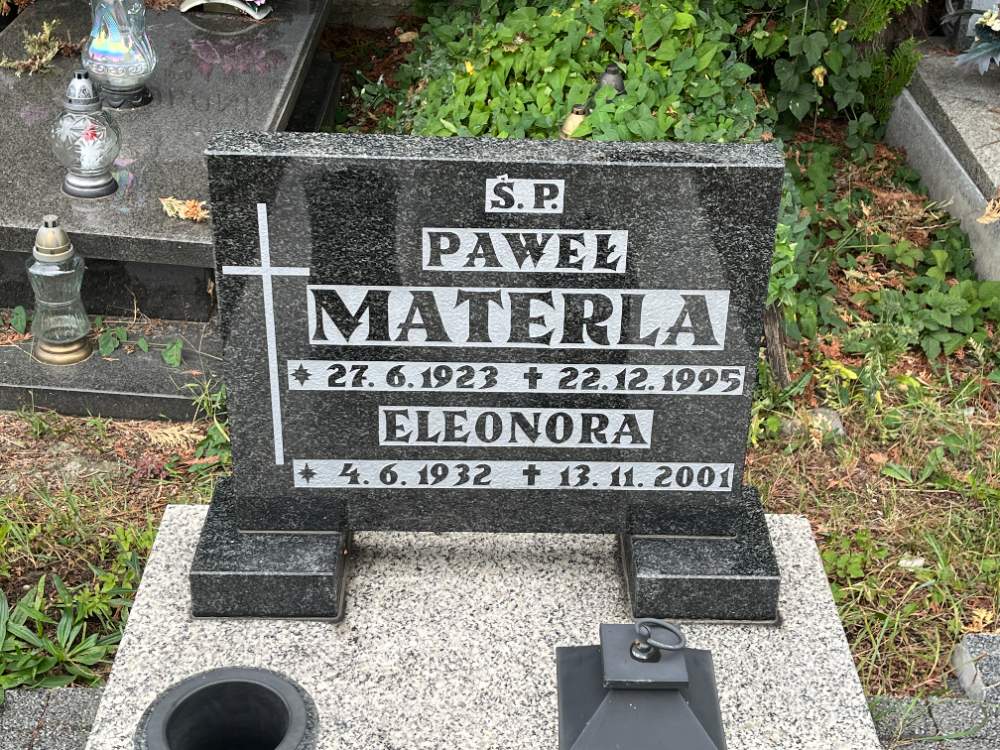 Ś. P.
PAWEŁ
MATERLA
* 27. 6. 1923 ✝ 22. 12. 1995
ELEONORA
* 4. 6. 1932 ✝ 13. 11. 2001